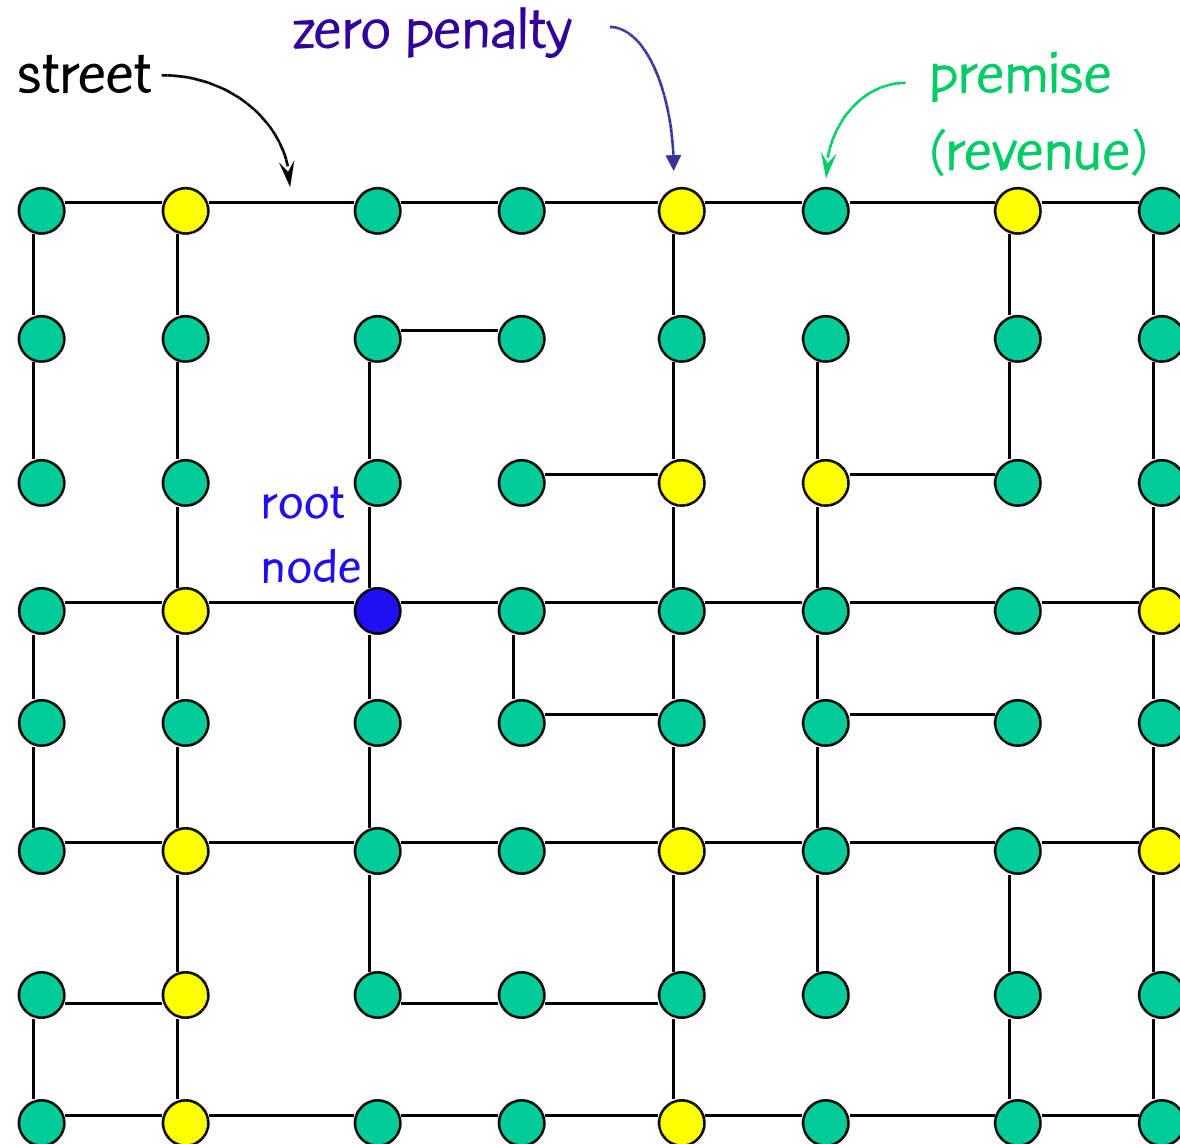 zero penalty
street
premise
(revenue)
root
node